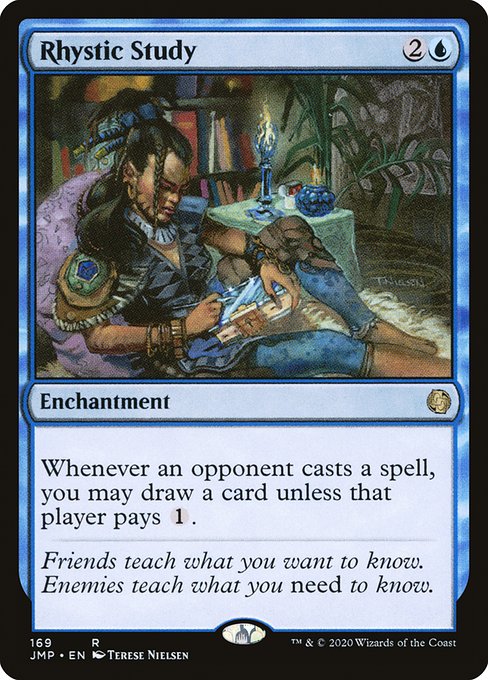 Rhystic Study 2
T.Nielsen
Enchantment
Whenever an opponent casts a spell,
you may draw a card unless that
player pays 1.
Friends teach what you want to know.
Enemies teach what you need to know.
169 R
JMP • EN Terese Nielsen
™ & © 2020 Wizards of the Coast